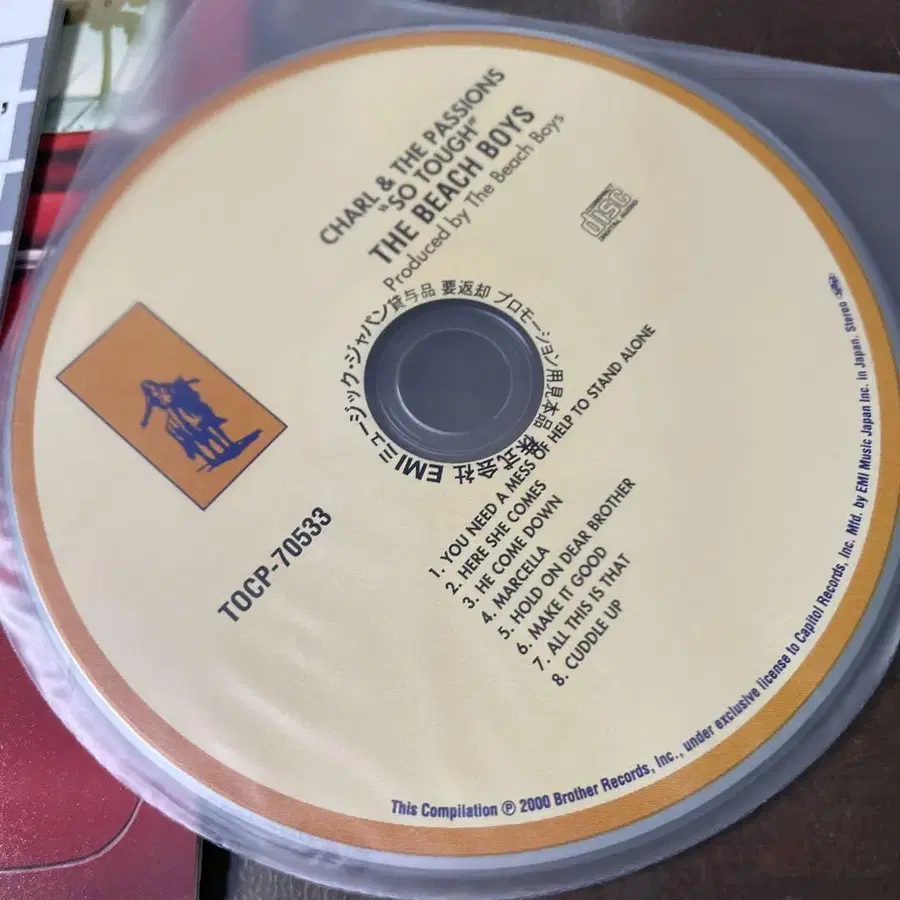 CHARL & THE PASSIONS
"SO TOUGH"
THE BEACH BOYS
Produced by The Beach Boys
COMPACT
disc
DIGITAL AUDIO
株式会社 EMIミュージック・ジャパン貸与品 要返却 プロモーション用見本品
TOCP-70533
1. YOU NEED A MESS OF HELP TO STAND ALONE
2. HERE SHE COMES
3. HE COME DOWN
4. MARCELLA
5. HOLD ON DEAR BROTHER
6. MAKE IT GOOD
7. ALL THIS IS THAT
8. CUDDLE UP
This Compilation Ⓟ 2000 Brother Records, Inc., under exclusive license to Capitol Records, Inc. Mfd. by EMI Music Japan Inc. in Japan. Stereo